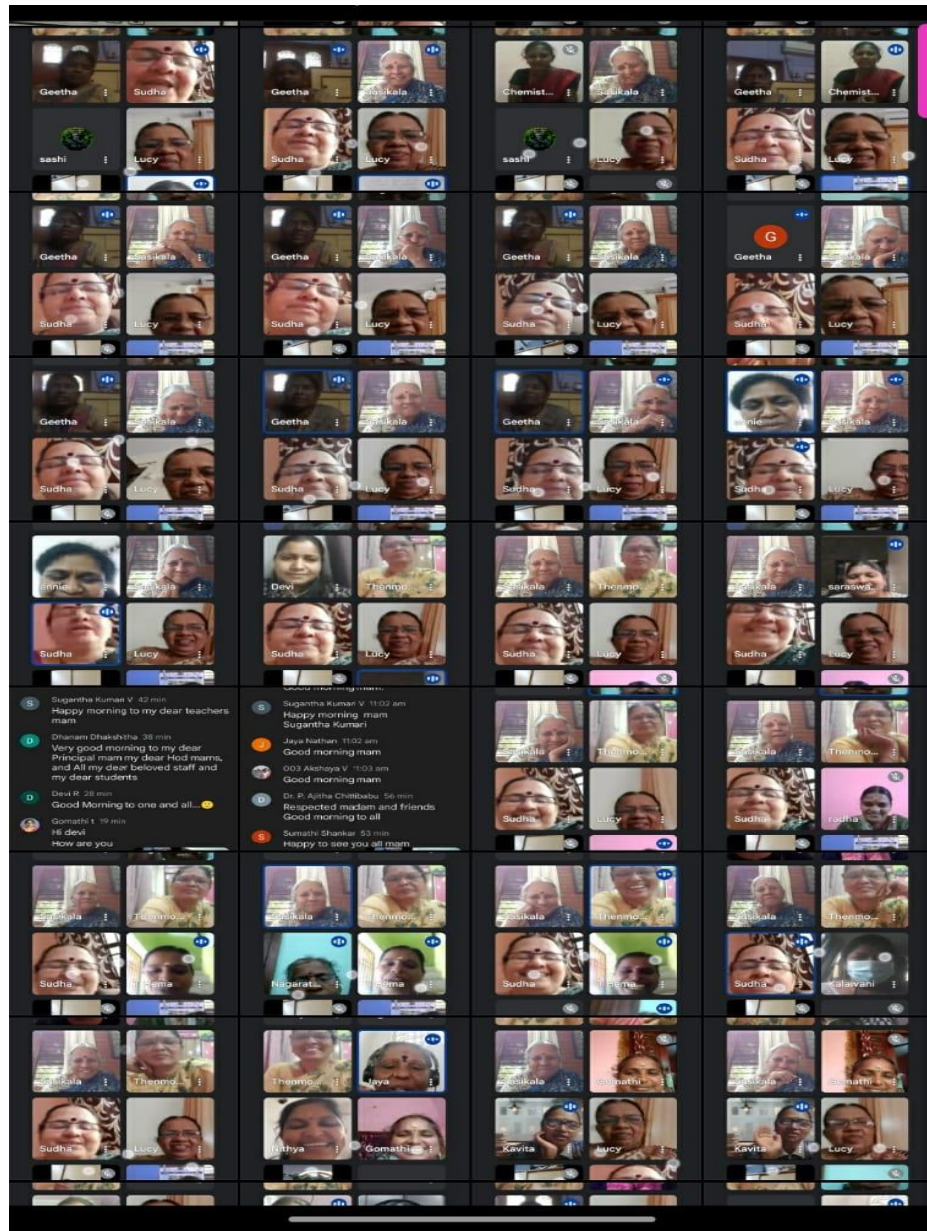 Geetha
Sudha
Geetha
Sasikala
Chemist...
Sasikala
Geetha
Chemist...
sashi
Lucy
Sudha
Lucy
sashi
Lucy
Sudha
Lucy
Geetha
Sasikala
Geetha
Sasikala
Geetha
Sasikala
G
Geetha
Sasikala
Sudha
Lucy
Sudha
Lucy
Sudha
Lucy
Sudha
Lucy
Geetha
Sasikala
Geetha
Sasikala
Geetha
Sasikala
annie
Sasikala
Sudha
Lucy
Sudha
Lucy
Sudha
Lucy
Sudha
Lucy
annie
Sasikala
Devi
Thenmo...
Sasikala
Thenmo...
Sasikala
saraswa...
Sudha
Lucy
Sudha
Lucy
Sudha
Lucy
Sudha
Lucy
S
Sugantha Kumari V 42 min
Happy morning to my dear teachers
mam
D
Dhanam Dhakshitha 38 min
Very good morning to my dear
Principal mam my dear Hod mams,
and All my deer beloved staff and
my dear students
D
Devi R 28 min
Good Morning to one and all...
Gomathi t 19 min
Hi devi
How are you
Good morning mam.
S
Sugantha Kumari V 11:02 am
Happy morning mam
Sugantha Kumari
J
Jaya Nathan 11:02 am
Good morning mam
003 Akshaya V 11:03 am
Good morning mam
D
Dr. P. Ajitha Chittibabu 56 min
Respected madam and friends
Good morning to all
S
Sumathi Shankar 53 min
Happy to see you all mam
Sasikala
Thenmo...
Sasikala
Thenmo...
Sudha
Lucy
Sudha
radha
Sasikala
Thenmo...
Sasikala
Thenmo...
Sasikala
Thenmo...
Sasikala
Thenmo...
Sudha
T.Hema
Nagarat...
T.Hema
Sudha
T.Hema
Sudha
Kalaivani
Sasikala
Thenmo...
Thenmo...
Jaya
Sasikala
Gomathi
Sasikala
Gomathi
Sudha
Lucy
Nithya
Gomathi
Kavita
Lucy
Kavita
Lucy